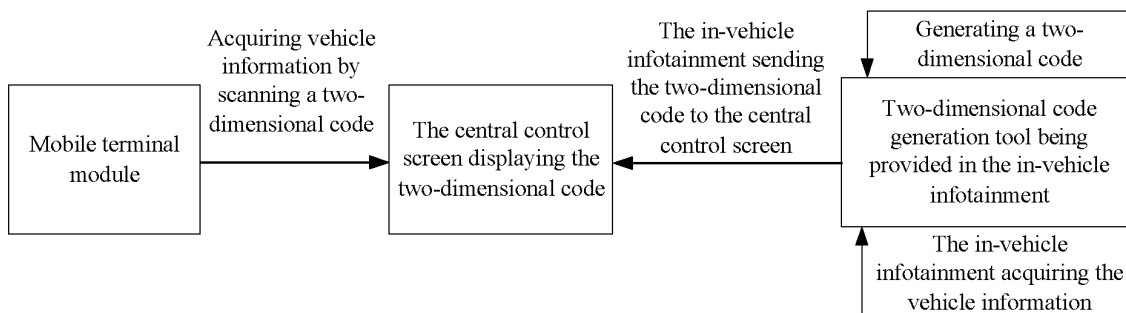 Mobile terminal
module
Acquiring vehicle
information by
scanning a two-
dimensional code
The central control
screen displaying the
two-dimensional code
The in-vehicle
infotainment sending
the two-dimensional
code to the central
control screen
Generating a two-
dimensional code
Two-dimensional code
generation tool being
provided in the in-vehicle
infotainment
The in-vehicle
infotainment acquiring the
vehicle information